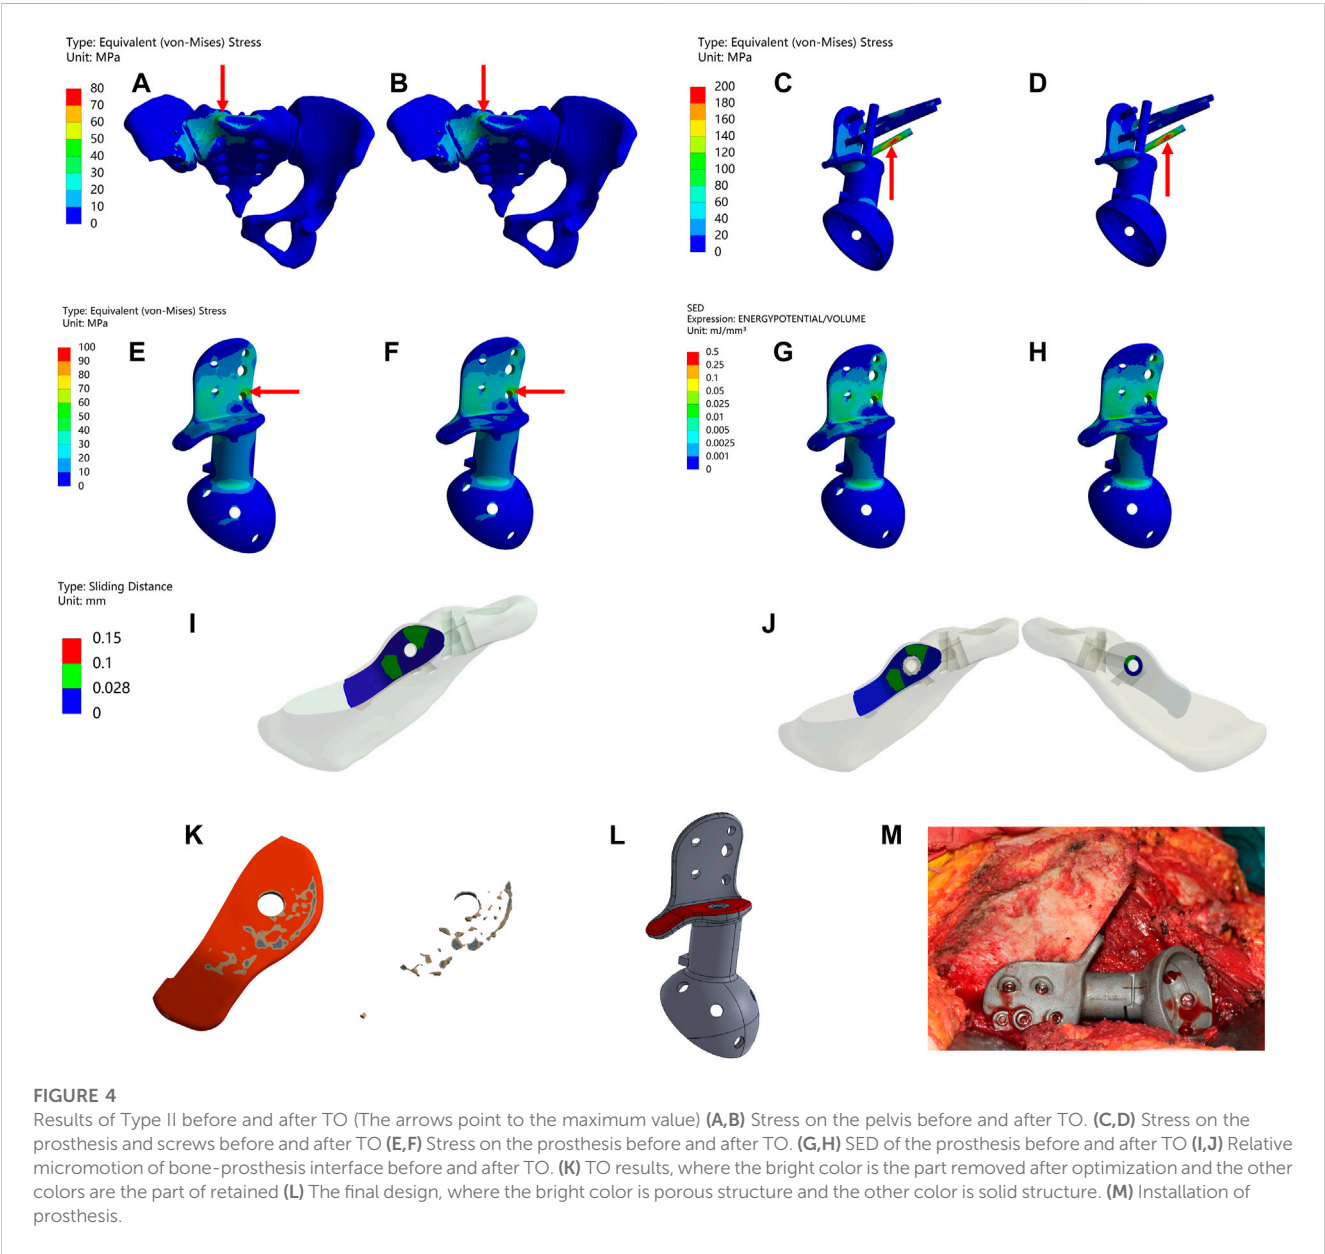 Type: Equivalent (von-Mises) Stress
Unit: MPa
80
70
60
50
40
30
20
10
0
A
B
Type: Equivalent (von-Mises) Stress
Unit: MPa
200
180
160
140
120
100
80
60
40
20
0
C
D
Type: Equivalent (von-Mises) Stress
Unit: MPa
100
90
80
70
60
50
40
30
20
10
0
E
F
SED
Expression: ENERGYPOTENTIAL/VOLUME
Unit: mJ/mm³
0.5
0.25
0.1
0.05
0.025
0.01
0.005
0.0025
0.001
0
G
H
Type: Sliding Distance
Unit: mm
0.15
0.1
0.028
0
I
J
K
L
M
FIGURE 4
Results of Type II before and after TO (The arrows point to the maximum value) (A,B) Stress on the pelvis before and after TO. (C,D) Stress on the
prosthesis and screws before and after TO (E,F) Stress on the prosthesis before and after TO. (G,H) SED of the prosthesis before and after TO (I,J) Relative
micromotion of bone-prosthesis interface before and after TO. (K) TO results, where the bright color is the part removed after optimization and the other
colors are the part of retained (L) The final design, where the bright color is porous structure and the other color is solid structure. (M) Installation of
prosthesis.